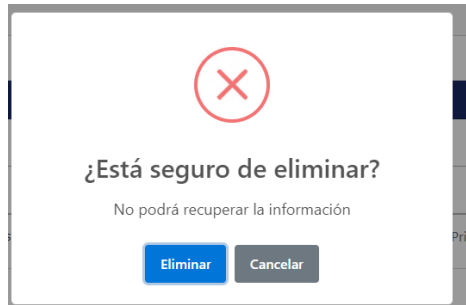 ¿Está seguro de eliminar?
No podrá recuperar la información
Eliminar
Cancelar